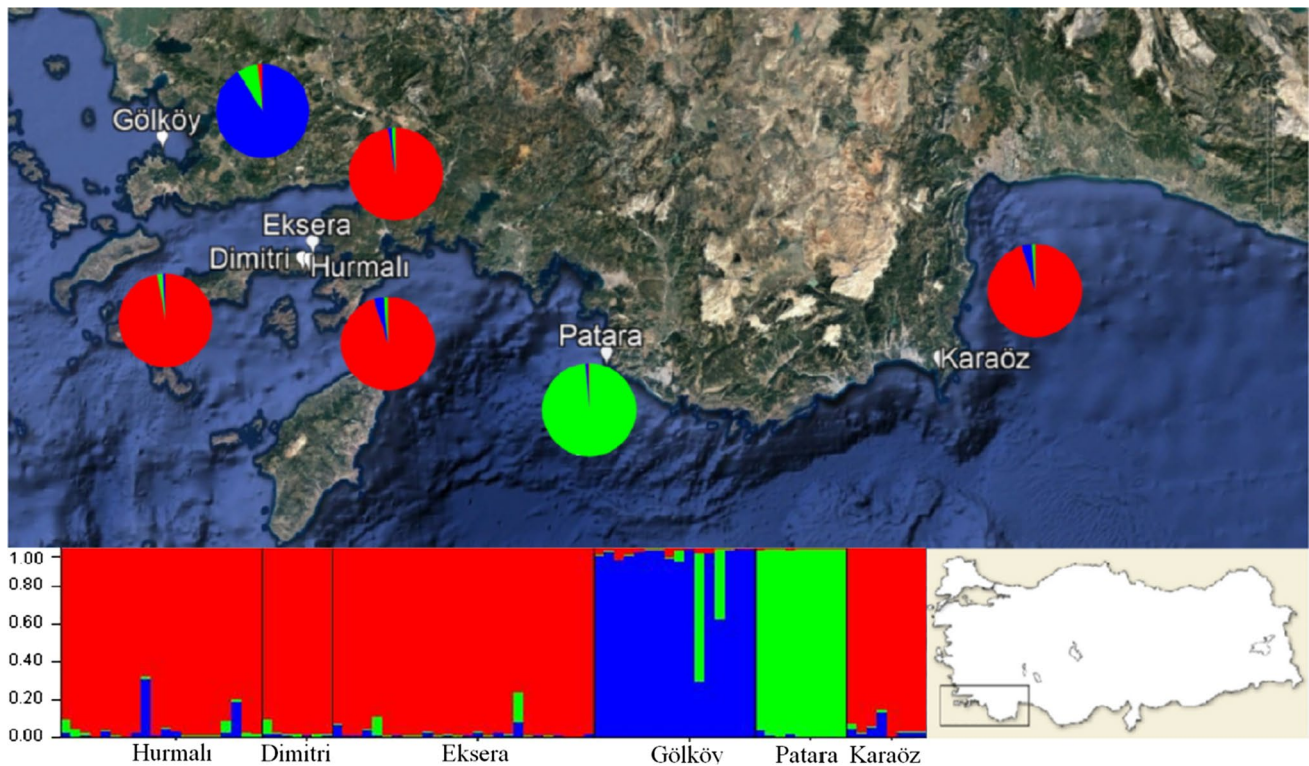 Gölköy
Eksera
Dimitri
Hurmalı
Patara
Karaöz
1.00
0.80
0.60
0.40
0.20
0.00
Hurmalı
Dimitri
Eksera
Gölköy
Patara
Karaöz